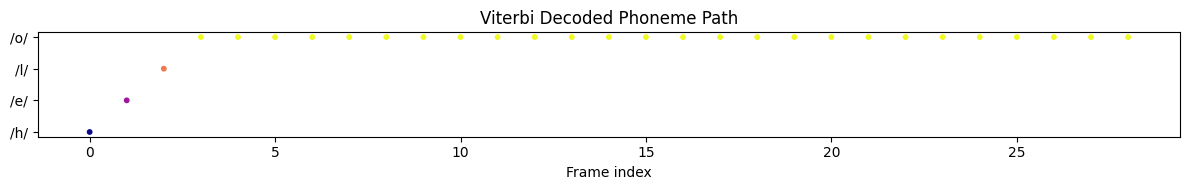 Viterbi Decoded Phoneme Path
/o/
/l/
/e/
/h/
0 5 10 15 20 25
Frame index